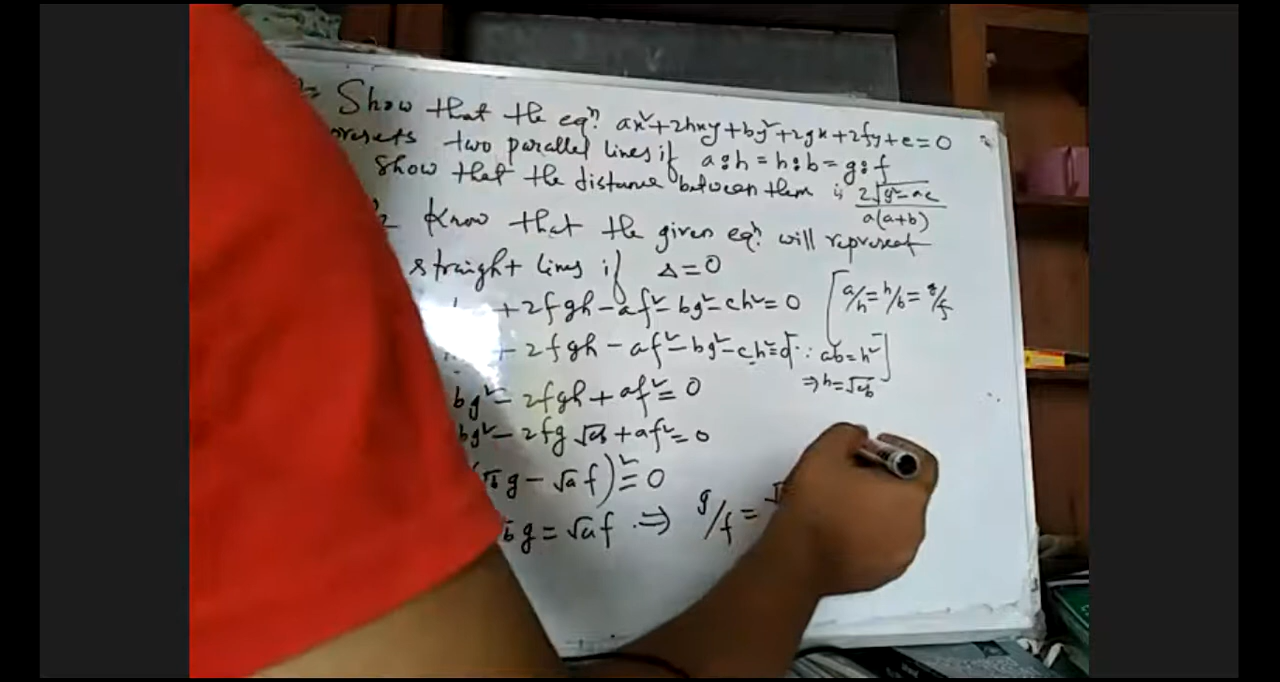 Show that the eqⁿ. ax²+2hxy+by²+2gx+2fy+c=0
two parallel lines if a:h = h:b = g:f
Show that the distance between them is 2√g²-ac / a(a+b)
Know that the given eqⁿ. will represent
straight lines if Δ=0
+2fgh-af²-bg²-ch²=0 [a/h = h/b = g/f
2fgh - af²-bg²-ch²=0 ∵ ab=h²]
⇒h=√ab
bg²- 2fgh+af²=0
bg²- 2fg √ab +af²=0
√b g - √a f)²=0
g = √a f ⇒ g/f =